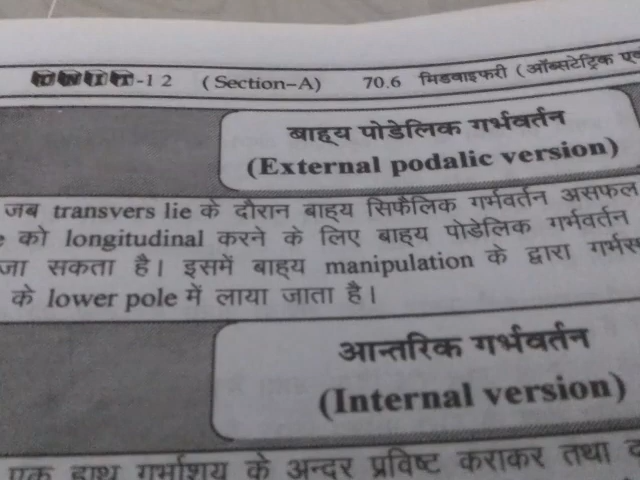 UNIT-12 (Section-A) 70.6 मिडवाइफरी (ऑब्सटेट्रिक
बाह्य पोडेलिक गर्भवर्तन
(External podalic version)
जब transvers lie के दौरान बाह्य सिफैलिक गर्भवर्तन असफल
को longitudinal करने के लिए बाह्य पोडेलिक गर्भवर्तन
जा सकता है। इसमें बाह्य manipulation के द्वारा
के lower pole में लाया जाता है।
आन्तरिक गर्भवर्तन
(Internal version)
एक हाथ गर्भाशय के अन्दर प्रविष्ट कराकर तथा